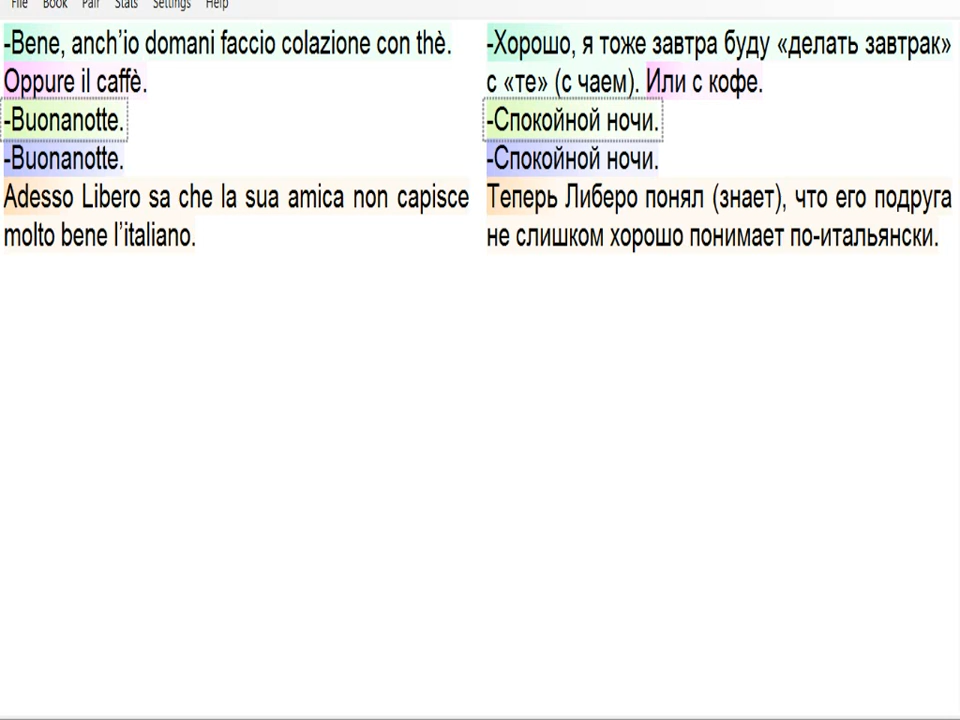 File Book Pair Stats Settings Help
-Bene, anch’io domani faccio colazione con thè.
Oppure il caffè.
-Buonanotte.
-Buonanotte.
Adesso Libero sa che la sua amica non capisce
molto bene l’italiano.
-Хорошо, я тоже завтра буду «делать завтрак»
с «те» (с чаем). Или с кофе.
-Спокойной ночи.
-Спокойной ночи.
Теперь Либеро понял (знает), что его подруга
не слишком хорошо понимает по-итальянски.